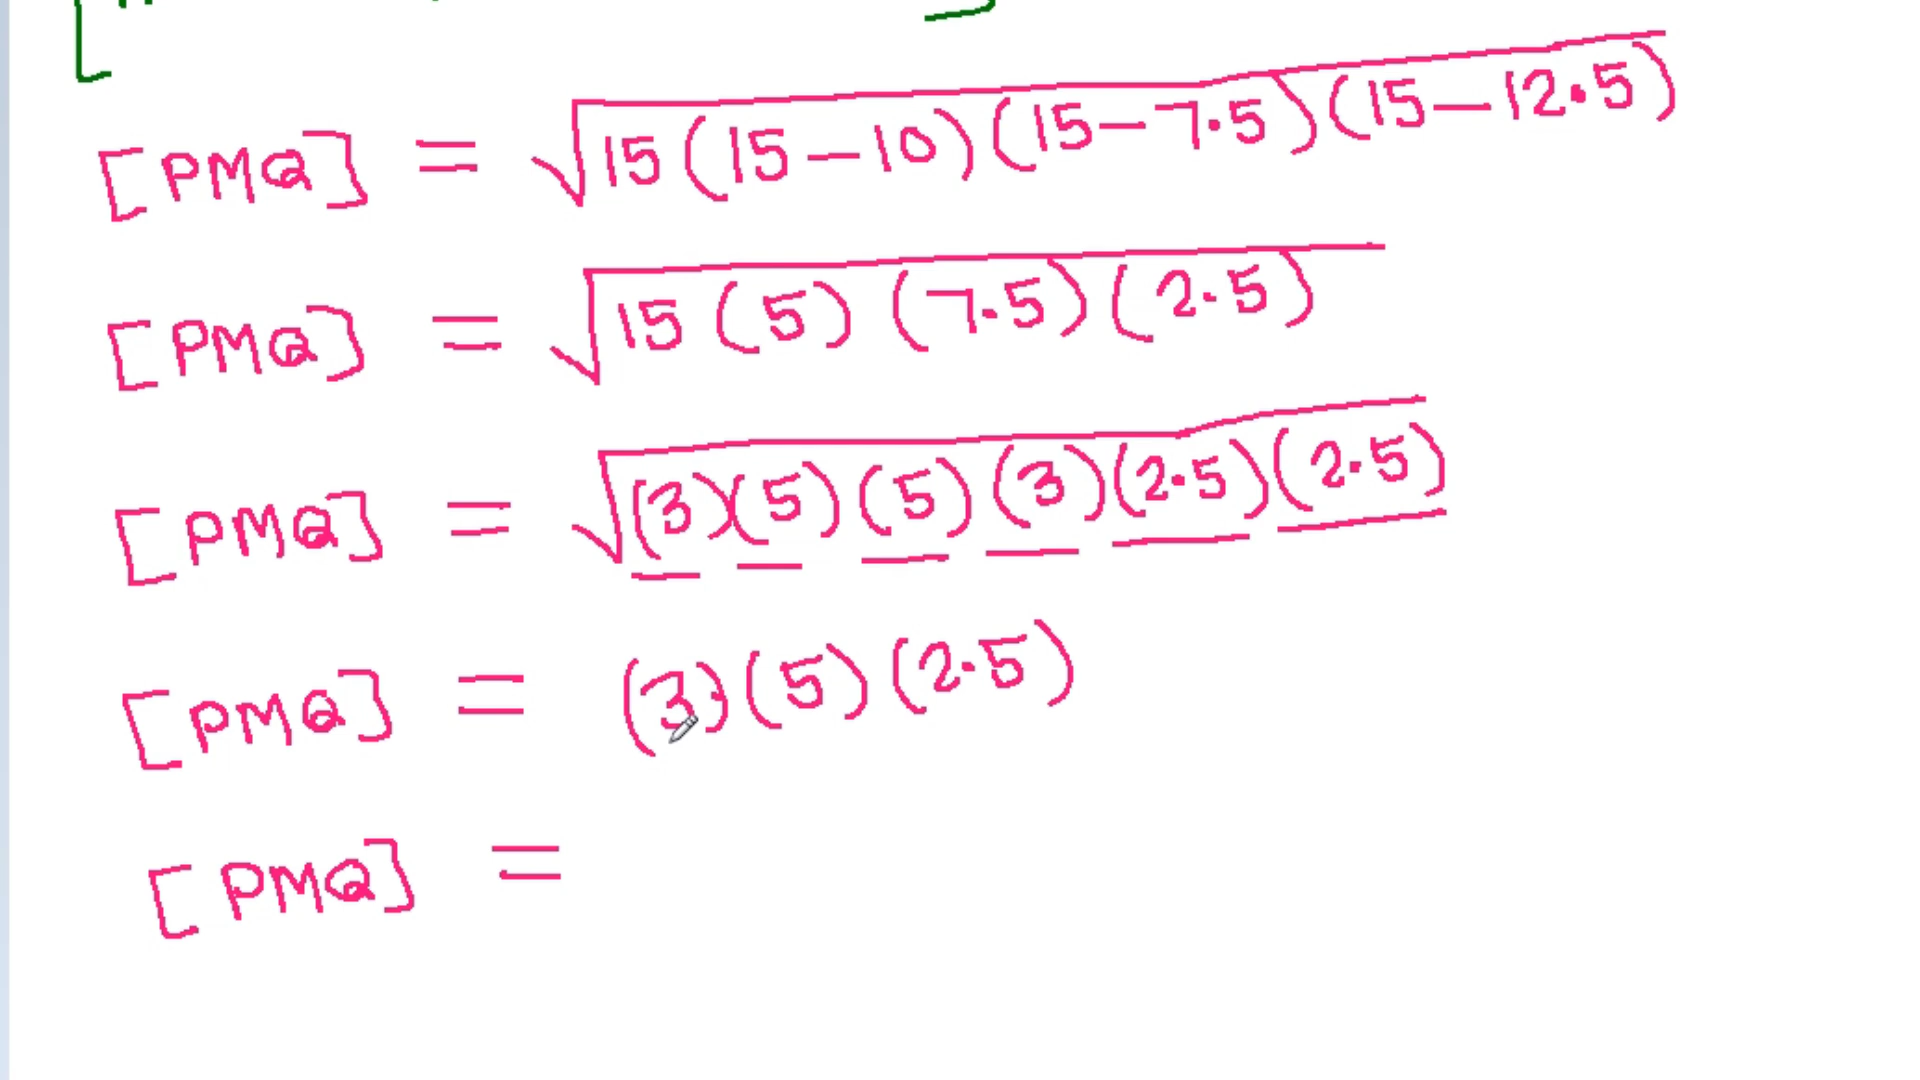 [PMQ] = √15(15-10)(15-7.5)(15-12.5)
[PMQ] = √15(5)(7.5)(2.5)
[PMQ] = √(3)(5)(5)(3)(2.5)(2.5)
[PMQ] = (3)(5)(2.5)
[PMQ] =